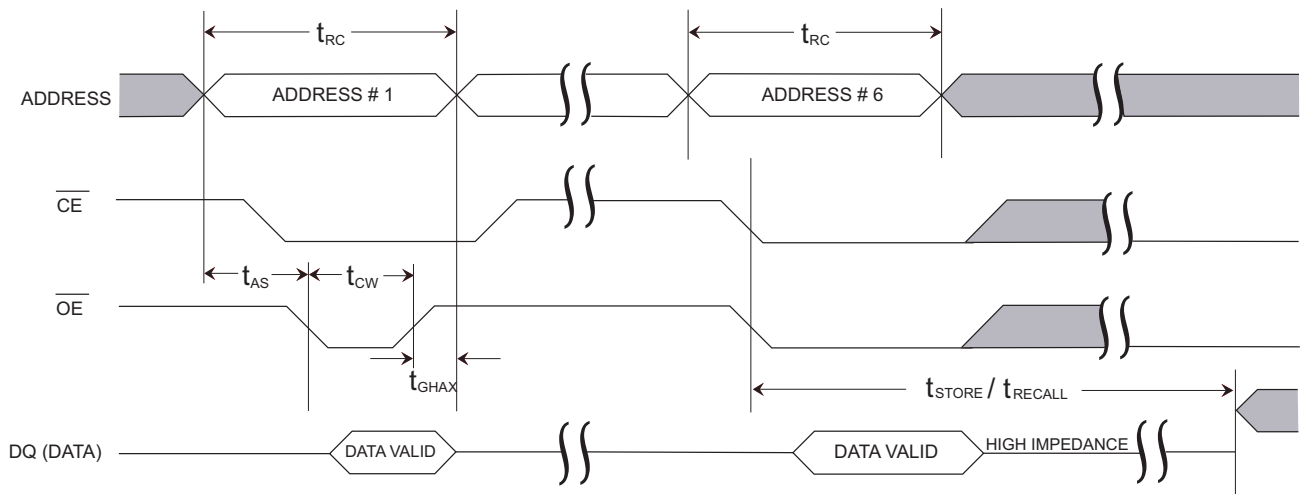 tRC
tRC
ADDRESS
ADDRESS # 1
ADDRESS # 6
CE
tAS
tCW
OE
tGHAX
tSTORE / tRECALL
DQ (DATA)
DATA VALID
DATA VALID
HIGH IMPEDANCE